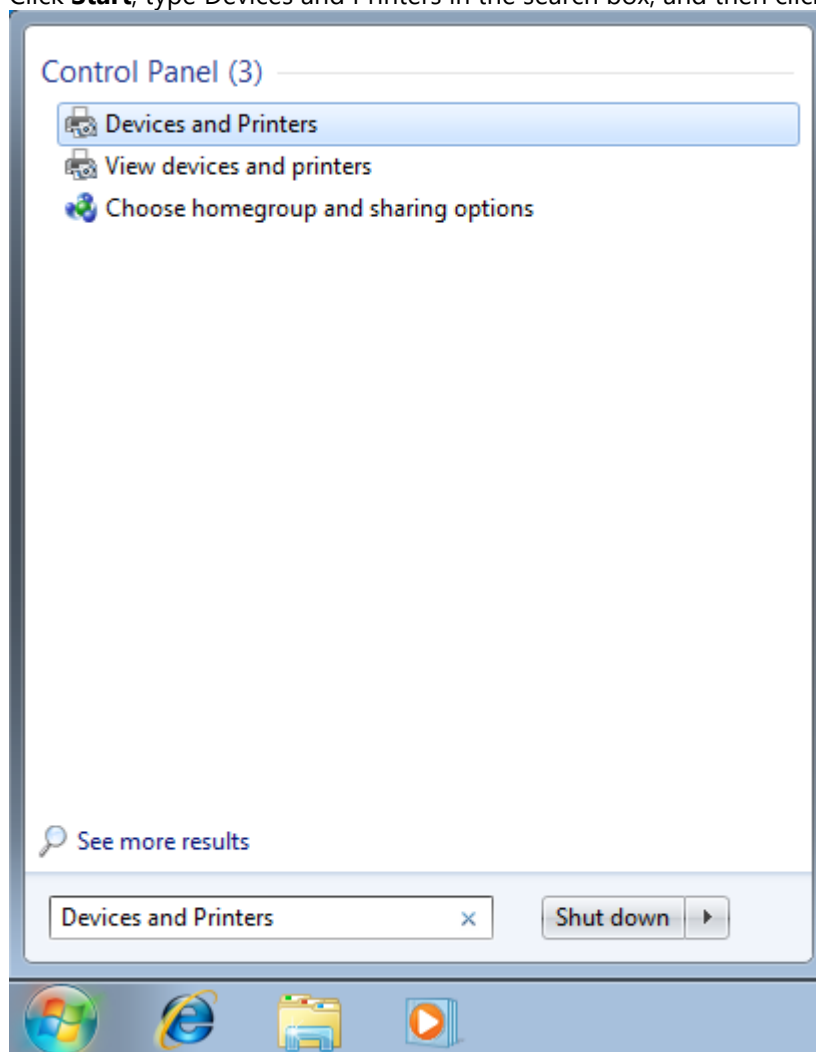 Click Start, type Devices and Printers in the search box, and then click
Control Panel (3)
Devices and Printers
View devices and printers
Choose homegroup and sharing options
See more results
Devices and Printers
Shut down